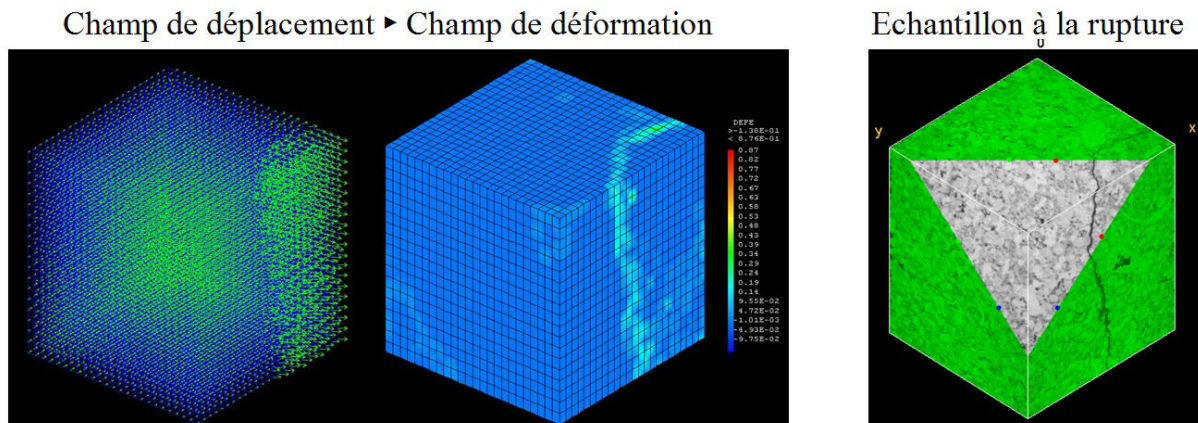 Champ de déplacement ▸ Champ de déformation
Echantillon à la rupture
0
y
x
DEFE
>-1.38E-01
< 8.76E-01
0.87
0.82
0.77
0.72
0.67
0.63
0.58
0.53
0.48
0.43
0.34
0.29
0.24
0.19
0.14
9.55E-02
4.72E-02
-1.01E-03
-4.93E-02
-9.75E-02